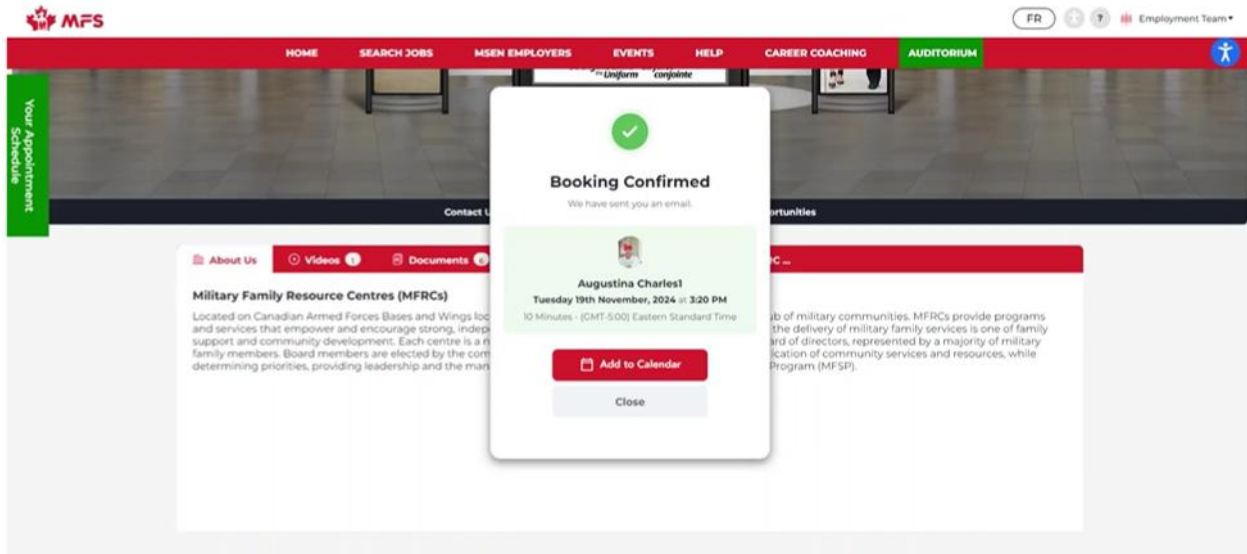 MFS
FR
?
Employment Team
HOME SEARCH JOBS MSEN EMPLOYERS EVENTS HELP CAREER COACHING AUDITORIUM
Uniform conjointe
Your Appointment
Schedule
Booking Confirmed
We have sent you an email.
Contact U
ortunities
Augustina Charles1
Tuesday 19th November, 2024 at 3:20 PM
10 Minutes - (GMT-5:00) Eastern Standard Time
Add to Calendar
Close
About Us Videos 1 Documents 6
C ...
Military Family Resource Centres (MFRCs)
Located on Canadian Armed Forces Bases and Wings loc ub of military communities. MFRCs provide programs
and services that empower and encourage strong, indep the delivery of military family services is one of family
support and community development. Each centre is a n ard of directors, represented by a majority of military
family members. Board members are elected by the com ication of community services and resources, while
determining priorities, providing leadership and the man Program (MFSP).